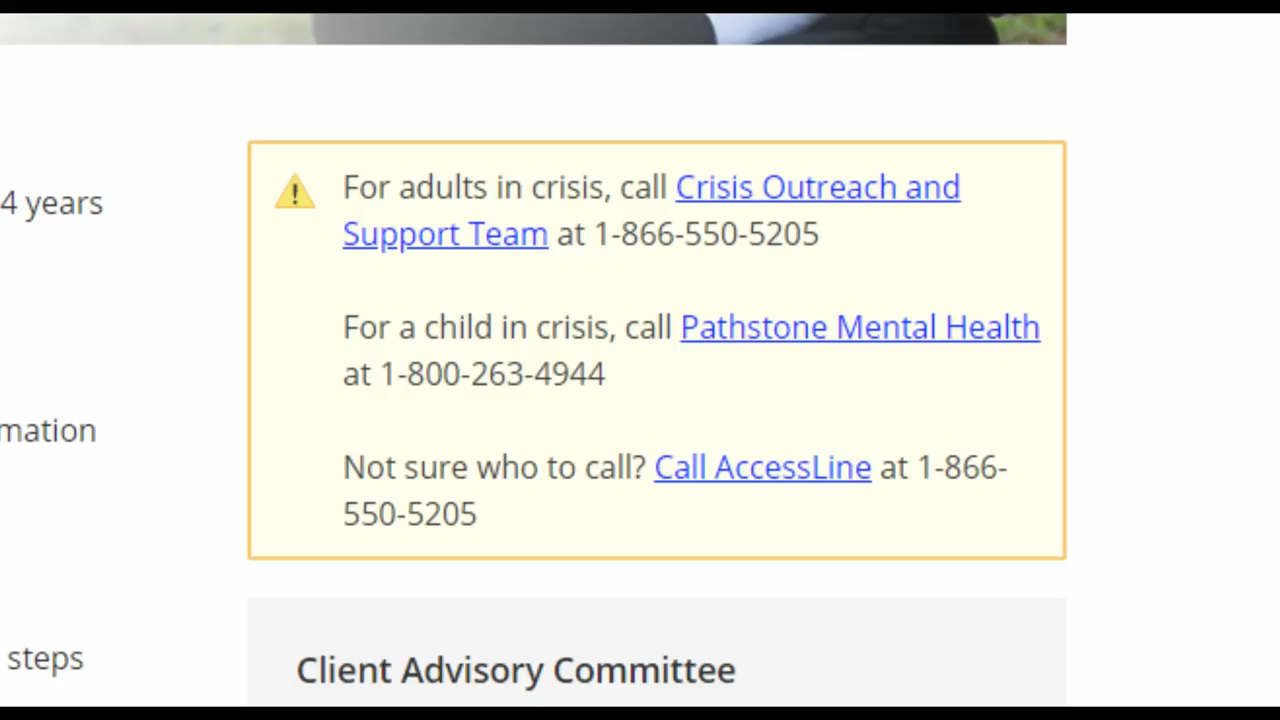 4 years
mation
steps
For adults in crisis, call Crisis Outreach and
Support Team at 1-866-550-5205
For a child in crisis, call Pathstone Mental Health
at 1-800-263-4944
Not sure who to call? Call AccessLine at 1-866-
550-5205
Client Advisory Committee